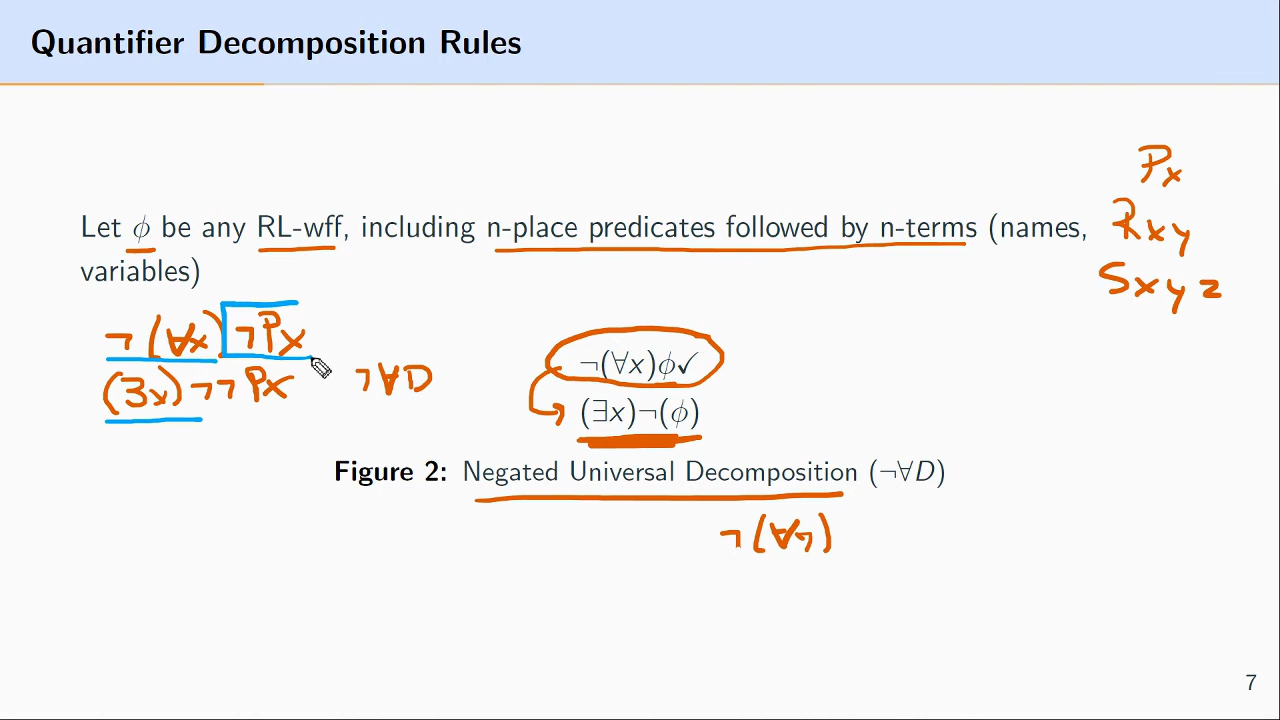 Quantifier Decomposition Rules
Px
Let ϕ be any RL-wff, including n-place predicates followed by n-terms (names,
Rxy
variables)
Sxyz
¬(∀x)¬Px
(∃x)¬¬Px
¬∀D
¬(∀x)ϕ✓
(∃x)¬(ϕ)
Figure 2: Negated Universal Decomposition (¬∀D)
¬(∀¬)
7